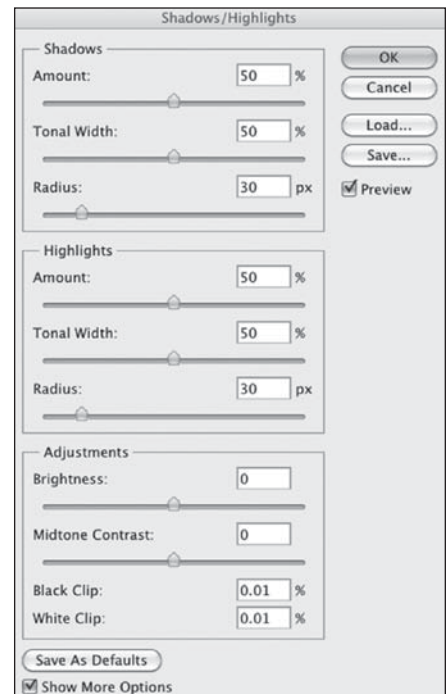 Shadows/Highlights
Shadows
Amount: 50 %
Tonal Width: 50 %
Radius: 30 px
Highlights
Amount: 50 %
Tonal Width: 50 %
Radius: 30 px
Adjustments
Brightness: 0
Midtone Contrast: 0
Black Clip: 0.01 %
White Clip: 0.01 %
Save As Defaults
Show More Options
OK
Cancel
Load...
Save...
Preview